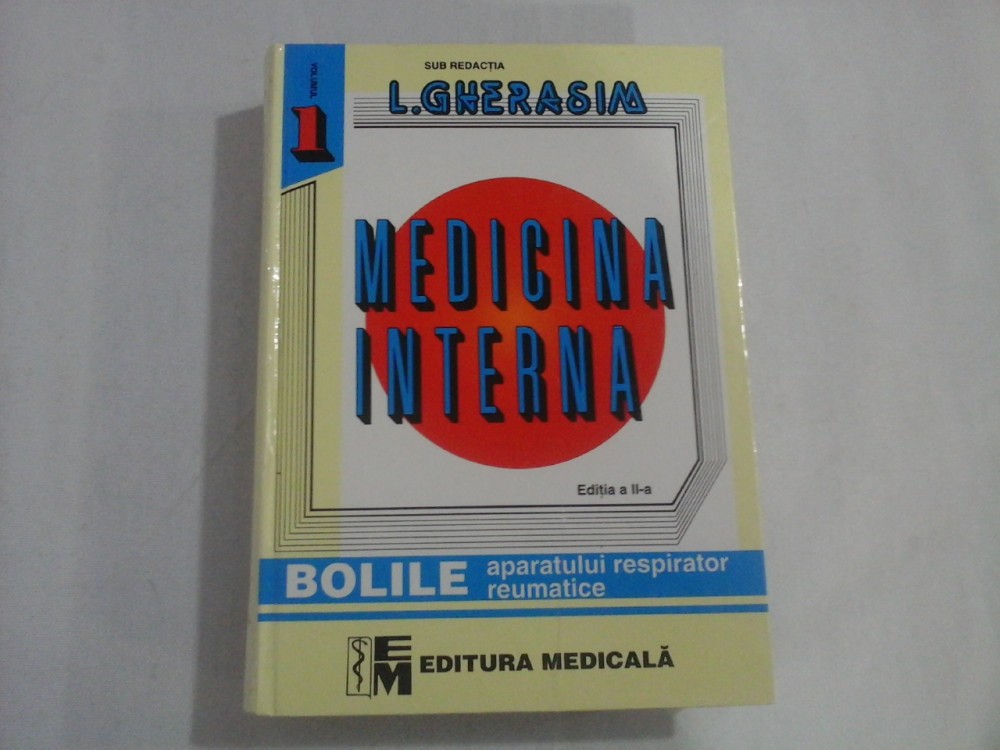 SUB REDACȚIA
L.GHERASIM
VOLUMUL
1
MEDICINA
INTERNA
Ediția a II-a
BOLILE aparatului respirator
reumatice
EM EDITURA MEDICALĂ